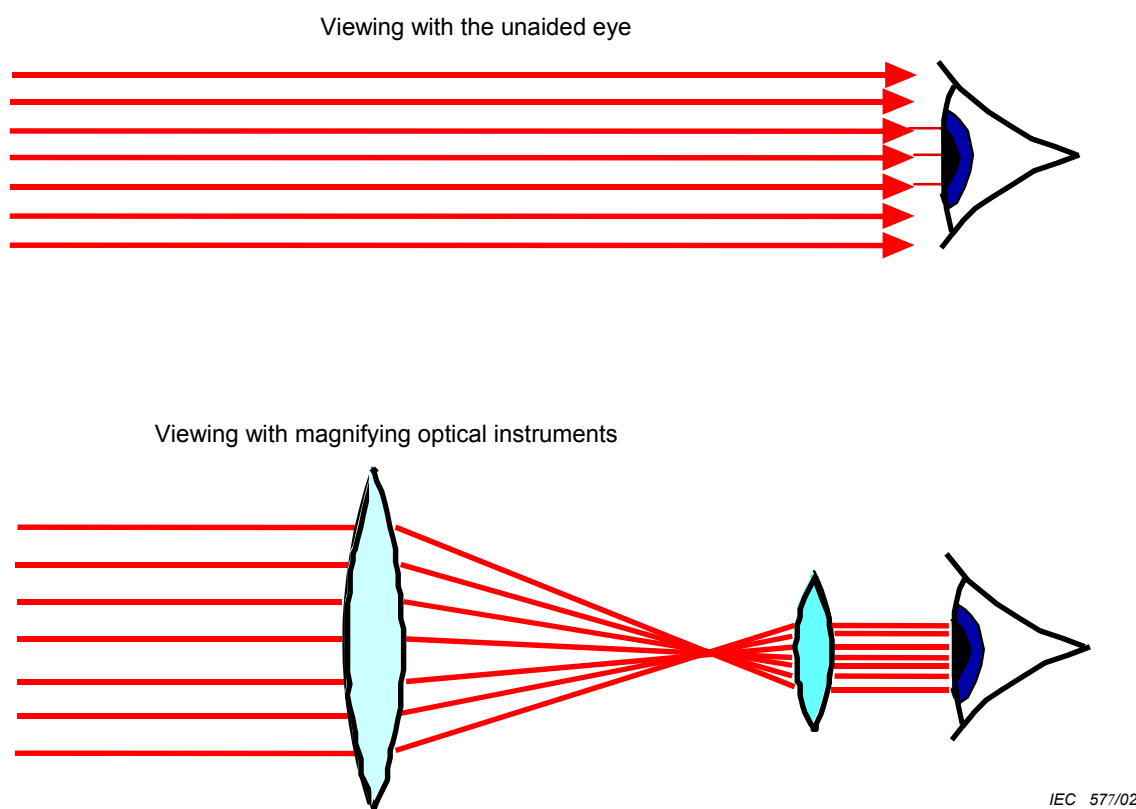 Viewing with the unaided eye
Viewing with magnifying optical instruments
IEC 577/02